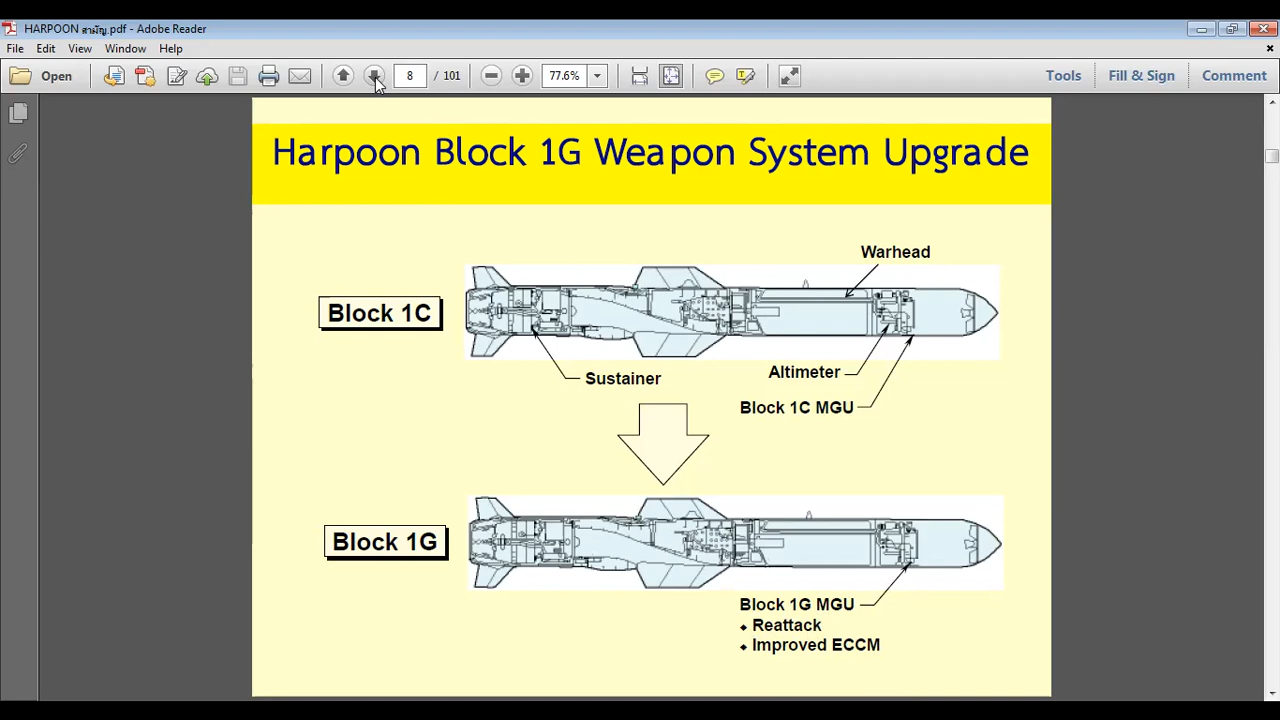 HARPOON สามัญ.pdf - Adobe Reader
File Edit View Window Help
Open 8 / 101 77.6% Tools Fill & Sign Comment
Harpoon Block 1G Weapon System Upgrade
Warhead
Block 1C
Altimeter
Sustainer
Block 1C MGU
Block 1G
Block 1G MGU
⬥ Reattack
⬥ Improved ECCM